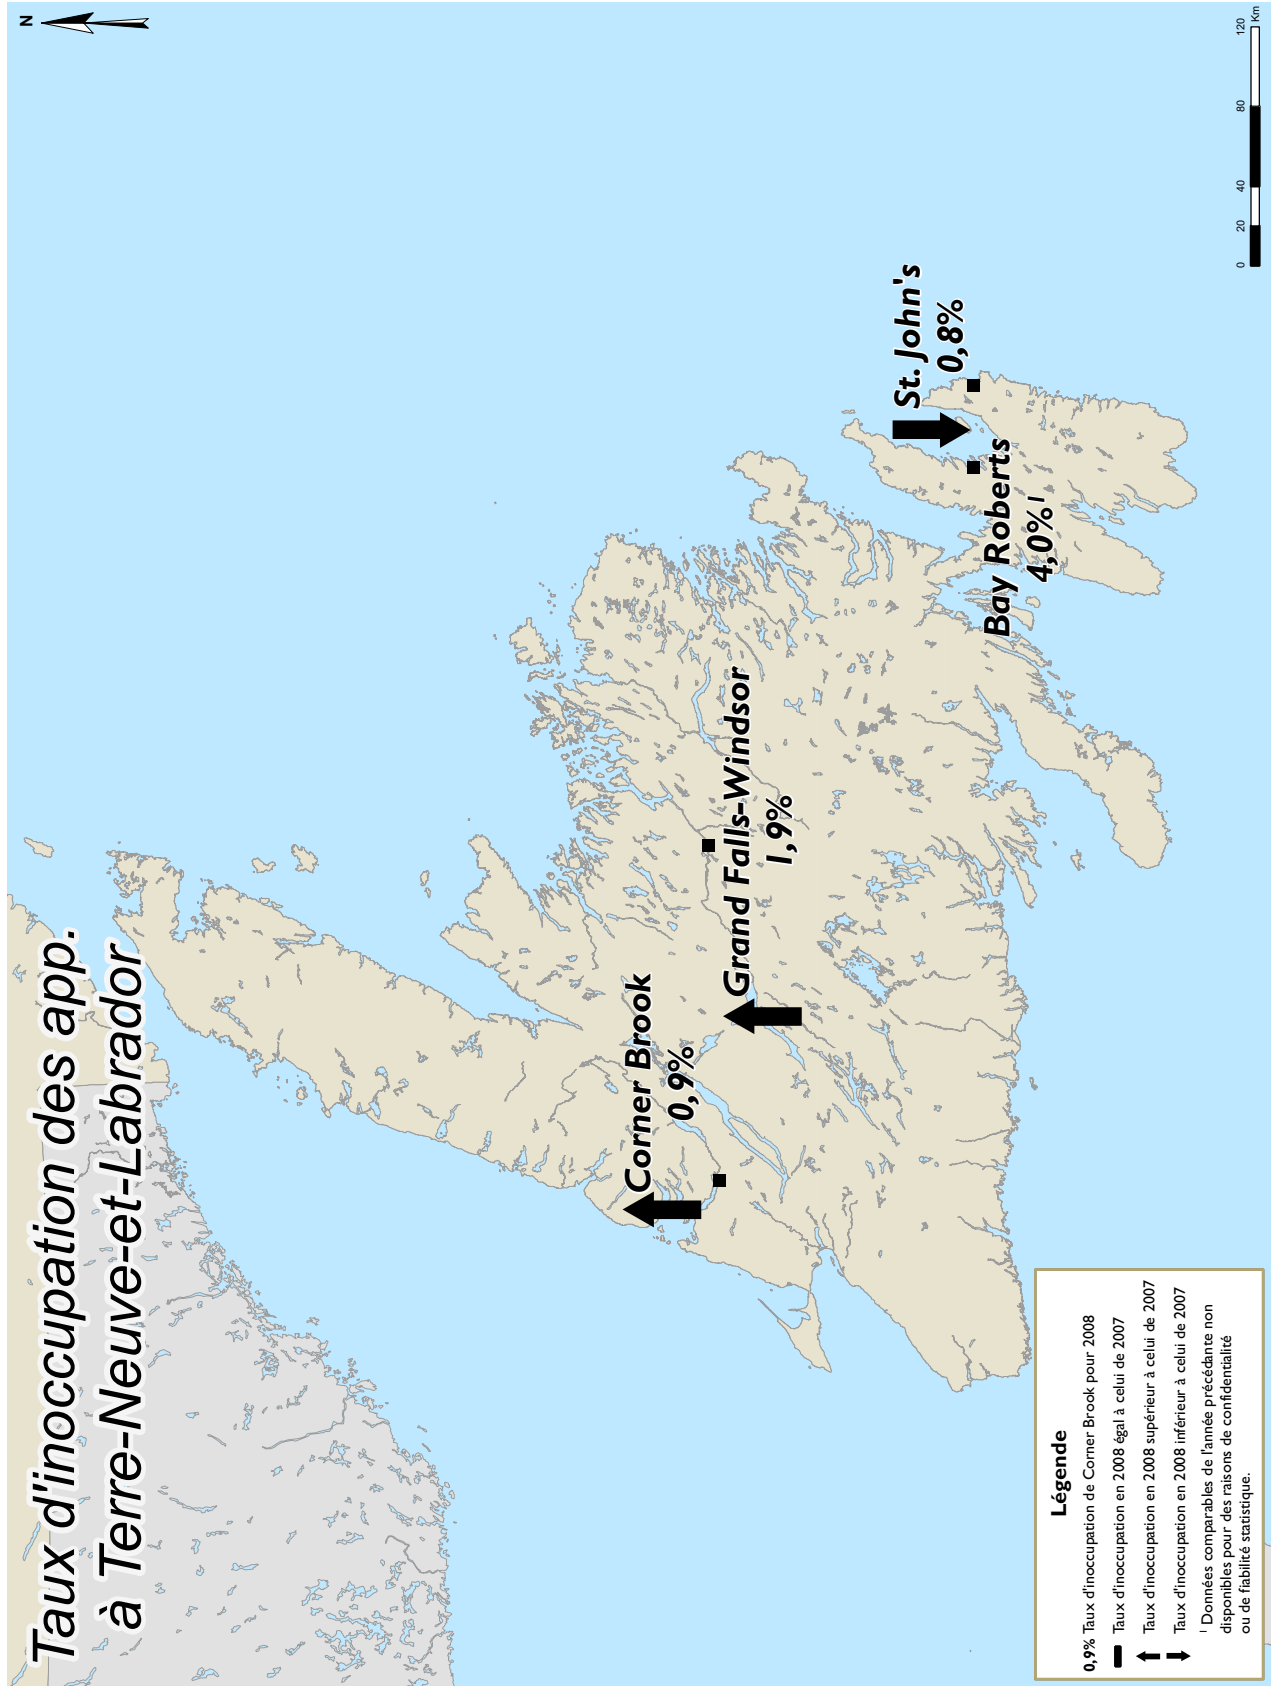 Taux d'inoccupation des app.
à Terre-Neuve-et-Labrador
N
Corner Brook
0,9%
Grand Falls-Windsor
1,9%
St. John's
0,8%
Bay Roberts
4,0%¹
Légende
0,9% Taux d'inoccupation de Corner Brook pour 2008
Taux d'inoccupation en 2008 égal à celui de 2007
Taux d'inoccupation en 2008 supérieur à celui de 2007
Taux d'inoccupation en 2008 inférieur à celui de 2007
¹ Données comparables de l'année précédante non
disponibles pour des raisons de confidentialité
ou de fiabilité statistique.
0 20 40 80 120
Km